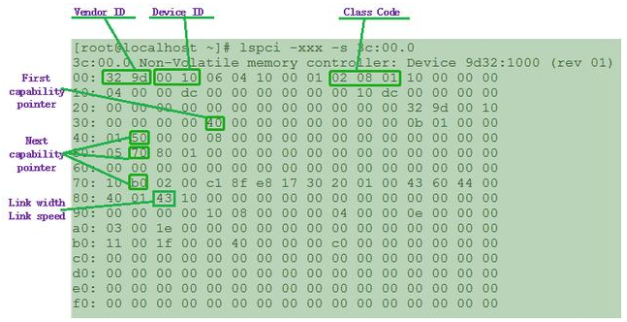 Vendor ID Device ID Class Code
[root@localhost ~]# lspci -xxx -s 3c:00.0
3c:00.0 Non-Volatile memory controller: Device 9d32:1000 (rev 01)
00: 32 9d 00 10 06 04 10 00 01 02 08 01 10 00 00 00
10: 04 00 00 dc 00 00 00 00 00 00 10 dc 00 00 00 00
20: 00 00 00 00 00 00 00 00 00 00 00 00 32 9d 00 10
30: 00 00 00 00 40 00 00 00 00 00 00 00 0b 01 00 00
40: 01 50 00 00 08 00 00 00 00 00 00 00 00 00 00 00
50: 05 70 80 01 00 00 00 00 00 00 00 00 00 00 00 00
60: 00 00 00 00 00 00 00 00 00 00 00 00 00 00 00 00
70: 10 b0 02 00 c1 8f e8 17 30 20 01 00 43 60 44 00
80: 40 01 43 10 00 00 00 00 00 00 00 00 00 00 00 00
90: 00 00 00 00 10 08 00 00 00 04 00 00 0e 00 00 00
a0: 03 00 1e 00 00 00 00 00 00 00 00 00 00 00 00 00
b0: 11 00 1f 00 00 40 00 00 00 c0 00 00 00 00 00 00
c0: 00 00 00 00 00 00 00 00 00 00 00 00 00 00 00 00
d0: 00 00 00 00 00 00 00 00 00 00 00 00 00 00 00 00
e0: 00 00 00 00 00 00 00 00 00 00 00 00 00 00 00 00
f0: 00 00 00 00 00 00 00 00 00 00 00 00 00 00 00 00
First
capability
pointer
Next
capability
pointer
Link width
Link speed